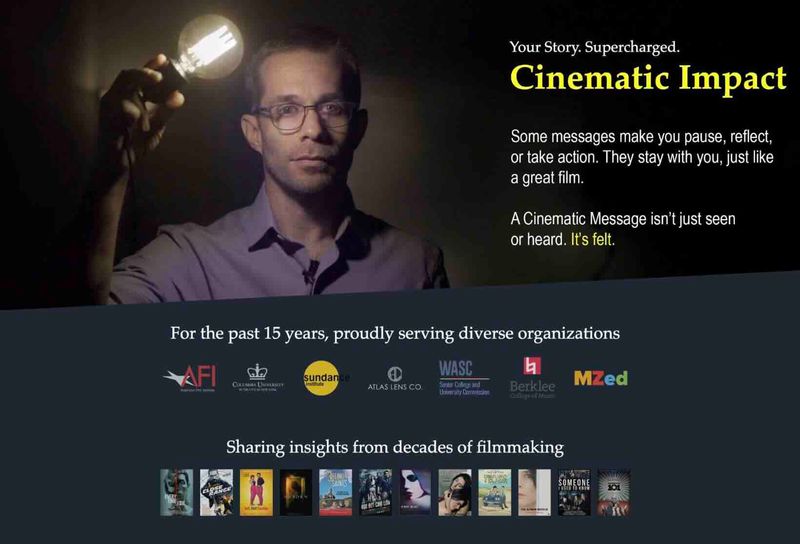 Your Story. Supercharged.
Cinematic Impact
Some messages make you pause, reflect,
or take action. They stay with you, just like
a great film.
A Cinematic Message isn't just seen
or heard. It's felt.
For the past 15 years, proudly serving diverse organizations
AFI
COLUMBIA UNIVERSITY
sundance
institute
ATLAS LENS CO.
WASC
Senior College and
University Commission
Berklee
College of Music
MZed
Sharing insights from decades of filmmaking
CLOSE
RANGE
SOMEONE
I USED TO KNOW